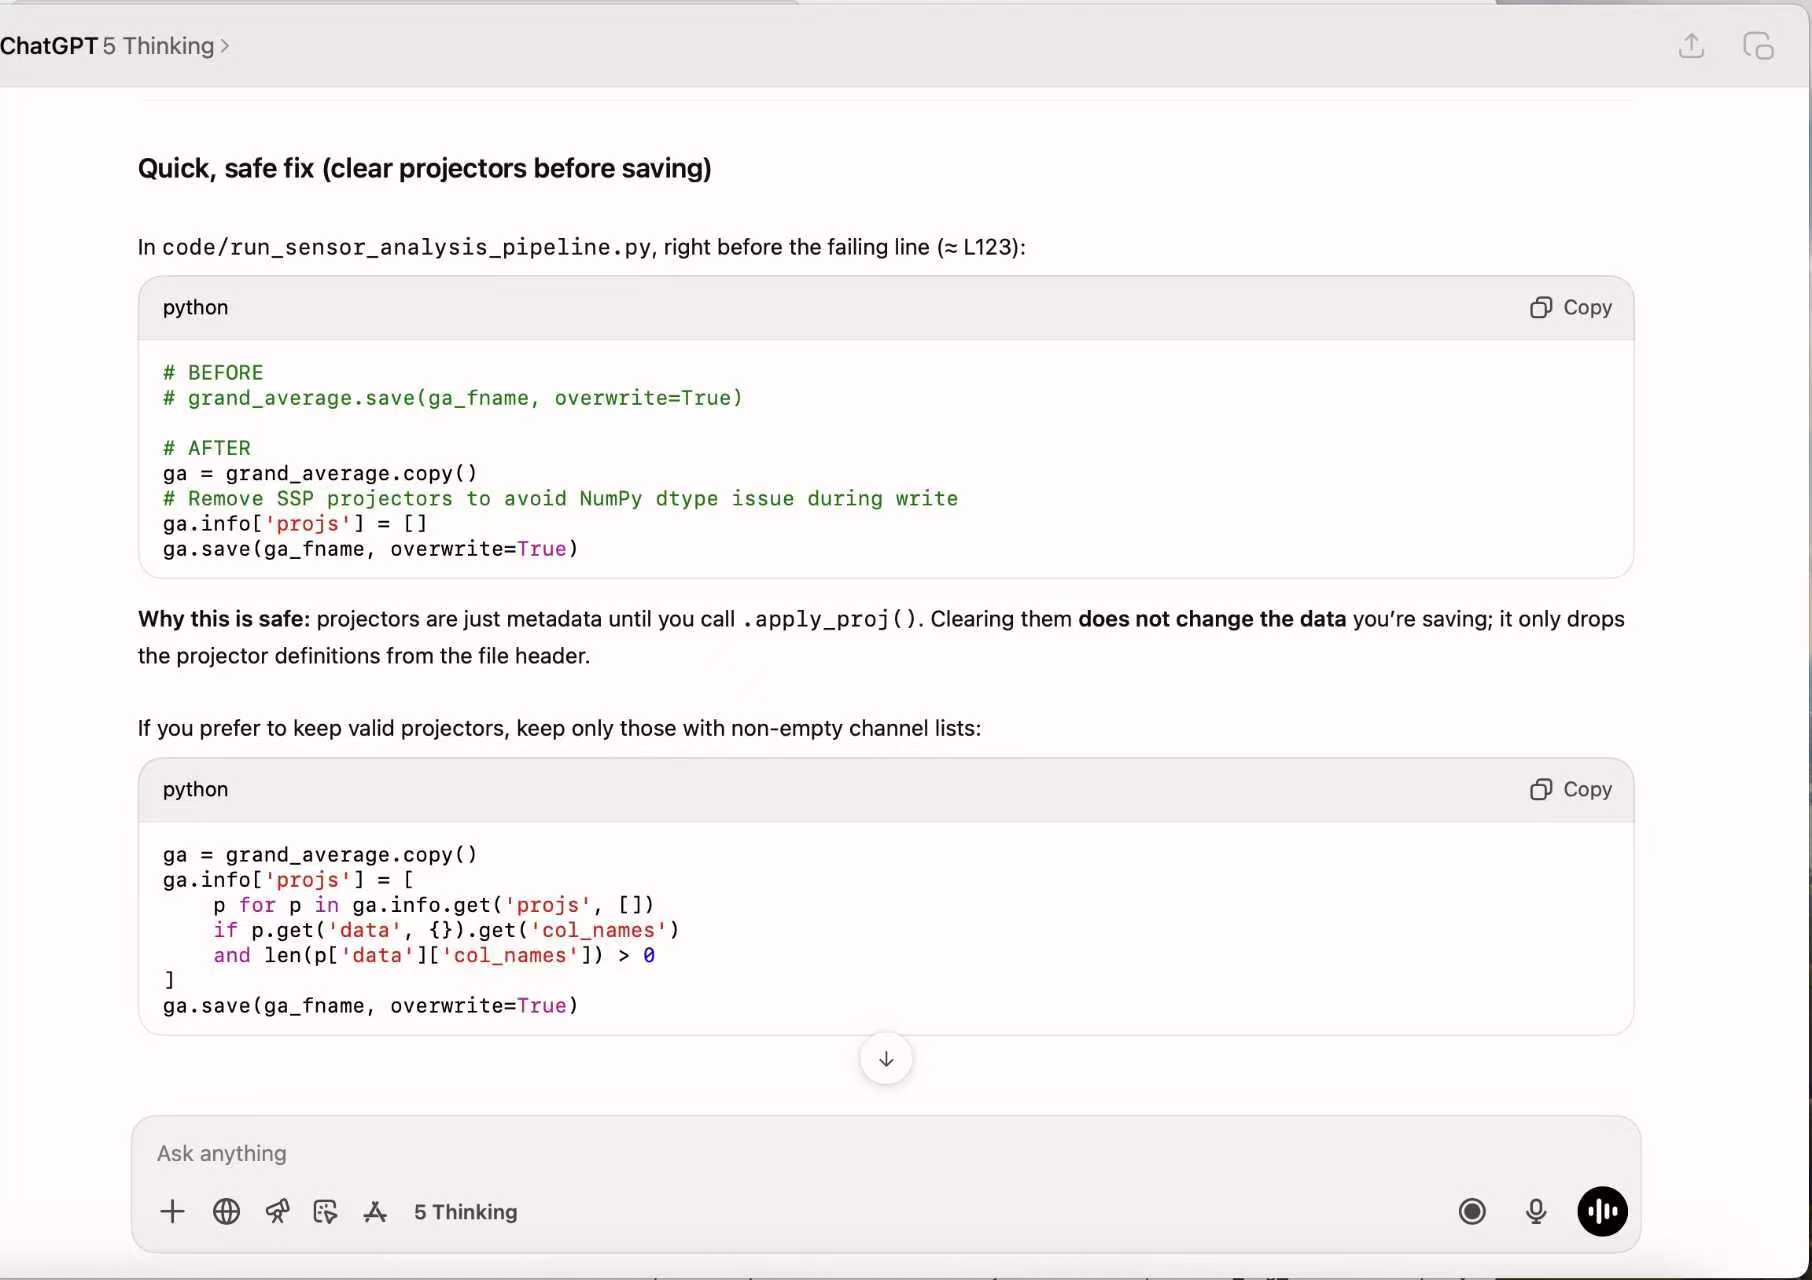 ChatGPT 5 Thinking >
Quick, safe fix (clear projectors before saving)
In code/run_sensor_analysis_pipeline.py, right before the failing line (≈ L123):
python
Copy
# BEFORE
# grand_average.save(ga_fname, overwrite=True)
# AFTER
ga = grand_average.copy()
# Remove SSP projectors to avoid NumPy dtype issue during write
ga.info['projs'] = []
ga.save(ga_fname, overwrite=True)
Why this is safe: projectors are just metadata until you call .apply_proj(). Clearing them does not change the data you’re saving; it only drops
the projector definitions from the file header.
If you prefer to keep valid projectors, keep only those with non-empty channel lists:
python
Copy
ga = grand_average.copy()
ga.info['projs'] = [
    p for p in ga.info.get('projs', [])
    if p.get('data', {}).get('col_names')
    and len(p['data']['col_names']) > 0
]
ga.save(ga_fname, overwrite=True)
Ask anything
5 Thinking